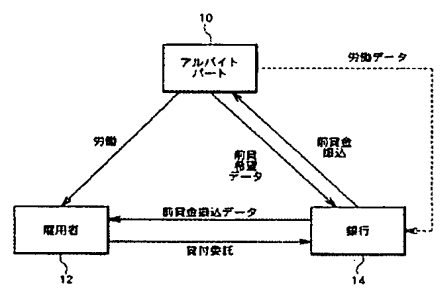 10
アルバイト
パート
労働データ
労働
前貸金
振込
前貸
希望
データ
前貸金振込データ
雇用者
銀行
貸付委託
12
14